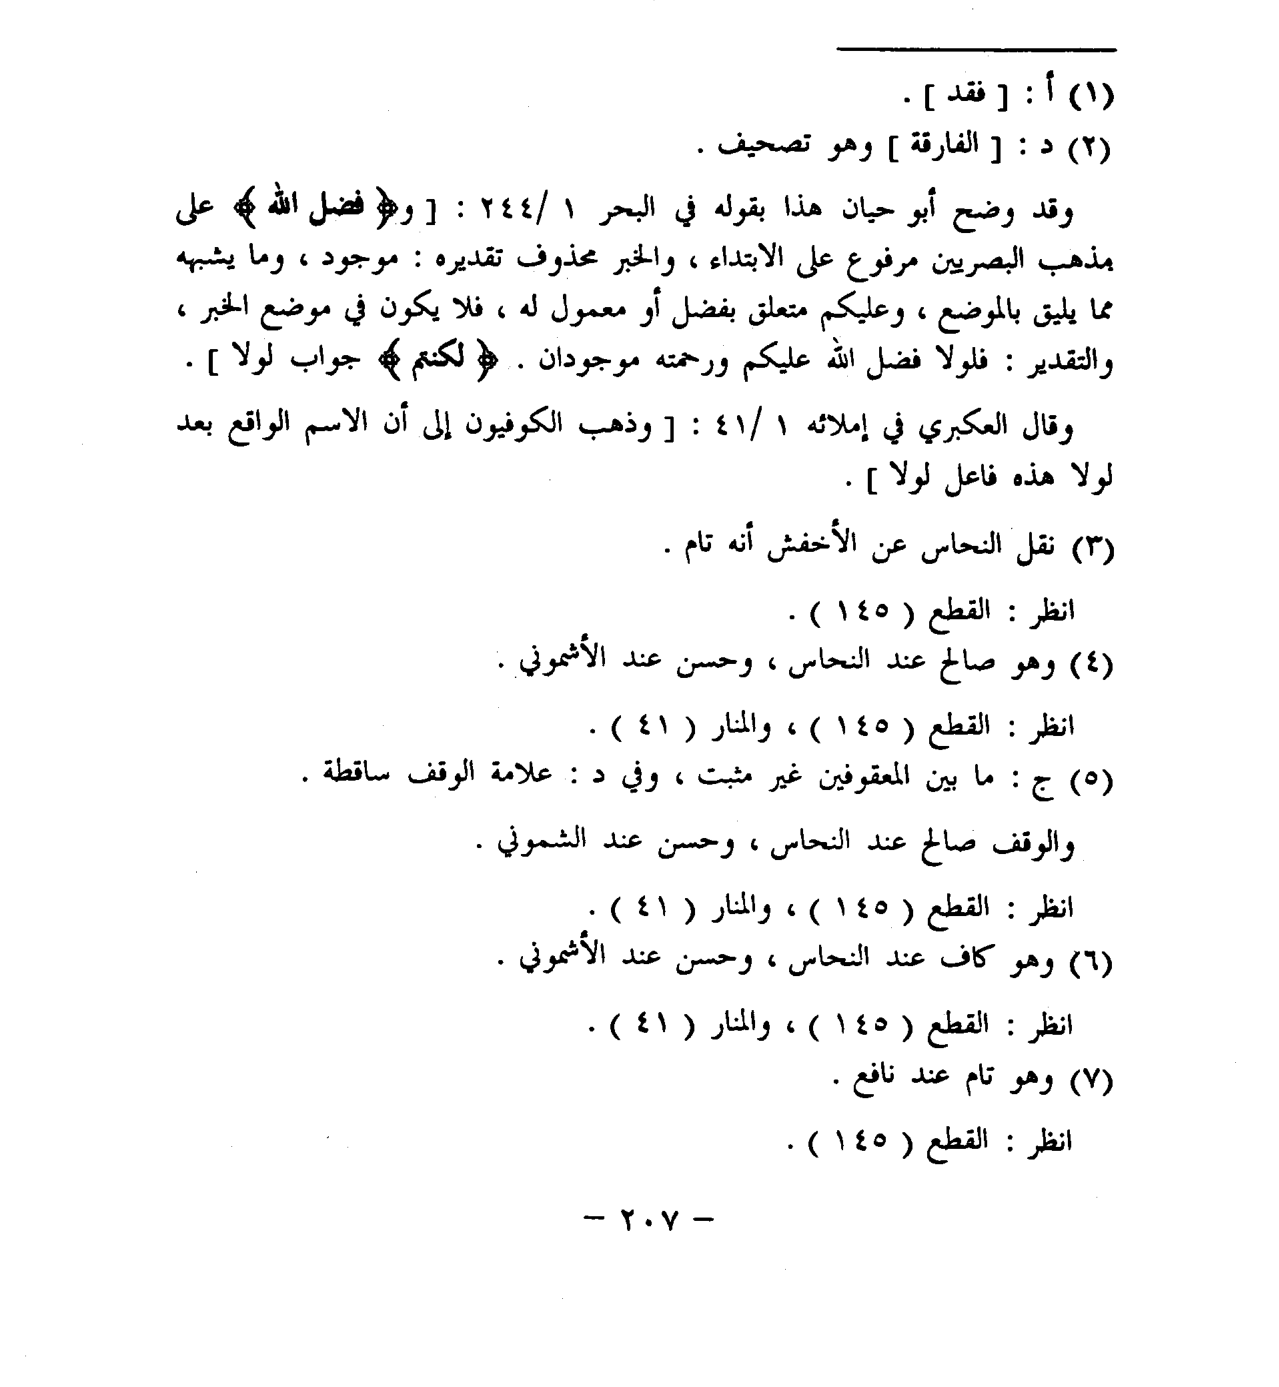 (١) أ : [ فقد ] .
(٢) د : [ الفارقة ] وهو تصحيف .
وقد وضح أبو حيان هذا بقوله في البحر ١ /٢٤٤ : [ و﴿ فضل الله ﴾ على
مذهب البصريين مرفوع على الابتداء ، والخبر محذوف تقديره : موجود ، وما يشبهه
مما يليق بالموضع ، وعليكم متعلق بفضل أو معمول له ، فلا يكون في موضع الخبر ،
والتقدير : فلولا فضل الله عليكم ورحمته موجودان . ﴿ لكنتم ﴾ جواب لولا ] .
وقال العكبري في إملائه ١ /٤١ : [ وذهب الكوفيون إلى أن الاسم الواقع بعد
لولا هذه فاعل لولا ] .
(٣) نقل النحاس عن الأخفش أنه تام .
انظر : القطع ( ١٤٥ ) .
(٤) وهو صالح عند النحاس ، وحسن عند الأشموني .
انظر : القطع ( ١٤٥ ) ، والمنار ( ٤١ ) .
(٥) ج : ما بين المعقوفين غير مثبت ، وفي د : علامة الوقف ساقطة .
والوقف صالح عند النحاس ، وحسن عند الشموني .
انظر : القطع ( ١٤٥ ) ، والمنار ( ٤١ ) .
(٦) وهو كاف عند النحاس ، وحسن عند الأشموني .
انظر : القطع ( ١٤٥ ) ، والمنار ( ٤١ ) .
(٧) وهو تام عند نافع .
انظر : القطع ( ١٤٥ ) .
– ٢٠٧ –